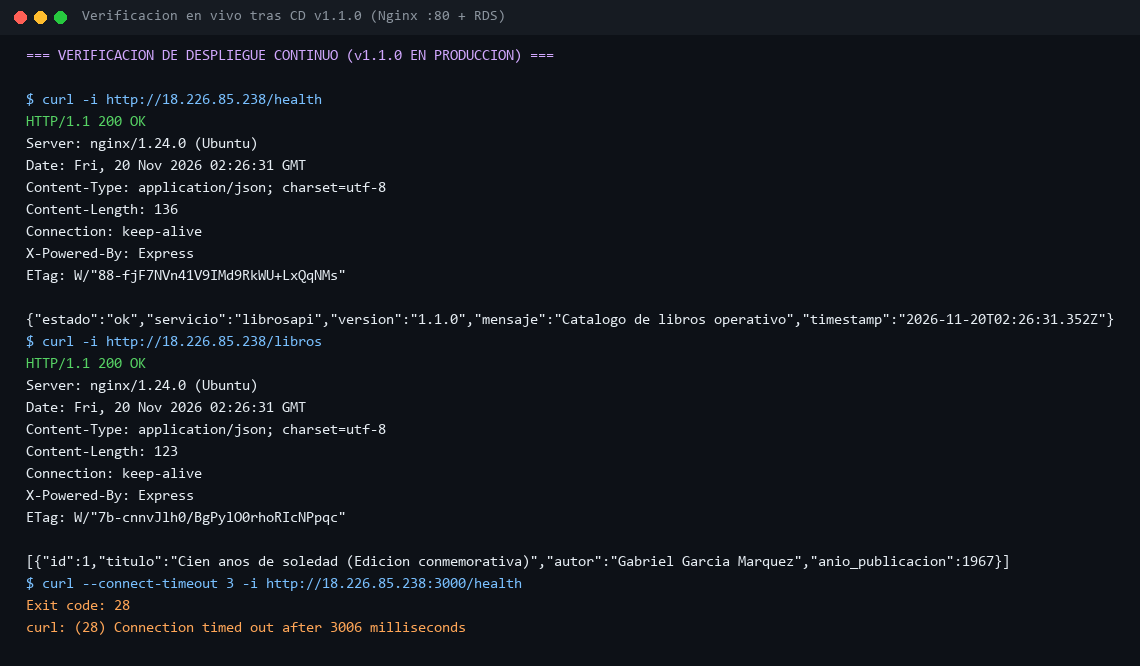 Verificacion en vivo tras CD v1.1.0 (Nginx :80 + RDS)
=== VERIFICACION DE DESPLIEGUE CONTINUO (v1.1.0 EN PRODUCCION) ===
$ curl -i http://18.226.85.238/health
HTTP/1.1 200 OK
Server: nginx/1.24.0 (Ubuntu)
Date: Fri, 20 Nov 2026 02:26:31 GMT
Content-Type: application/json; charset=utf-8
Content-Length: 136
Connection: keep-alive
X-Powered-By: Express
ETag: W/"88-fjF7NVn41V9IMd9RkWU+LxQqNMs"
{"estado":"ok","servicio":"librosapi","version":"1.1.0","mensaje":"Catalogo de libros operativo","timestamp":"2026-11-20T02:26:31.352Z"}
$ curl -i http://18.226.85.238/libros
HTTP/1.1 200 OK
Server: nginx/1.24.0 (Ubuntu)
Date: Fri, 20 Nov 2026 02:26:31 GMT
Content-Type: application/json; charset=utf-8
Content-Length: 123
Connection: keep-alive
X-Powered-By: Express
ETag: W/"7b-cnnvJlh0/BgPylO0rhoRIcNPpqc"
[{"id":1,"titulo":"Cien anos de soledad (Edicion conmemorativa)","autor":"Gabriel Garcia Marquez","anio_publicacion":1967}]
$ curl --connect-timeout 3 -i http://18.226.85.238:3000/health
Exit code: 28
curl: (28) Connection timed out after 3006 milliseconds